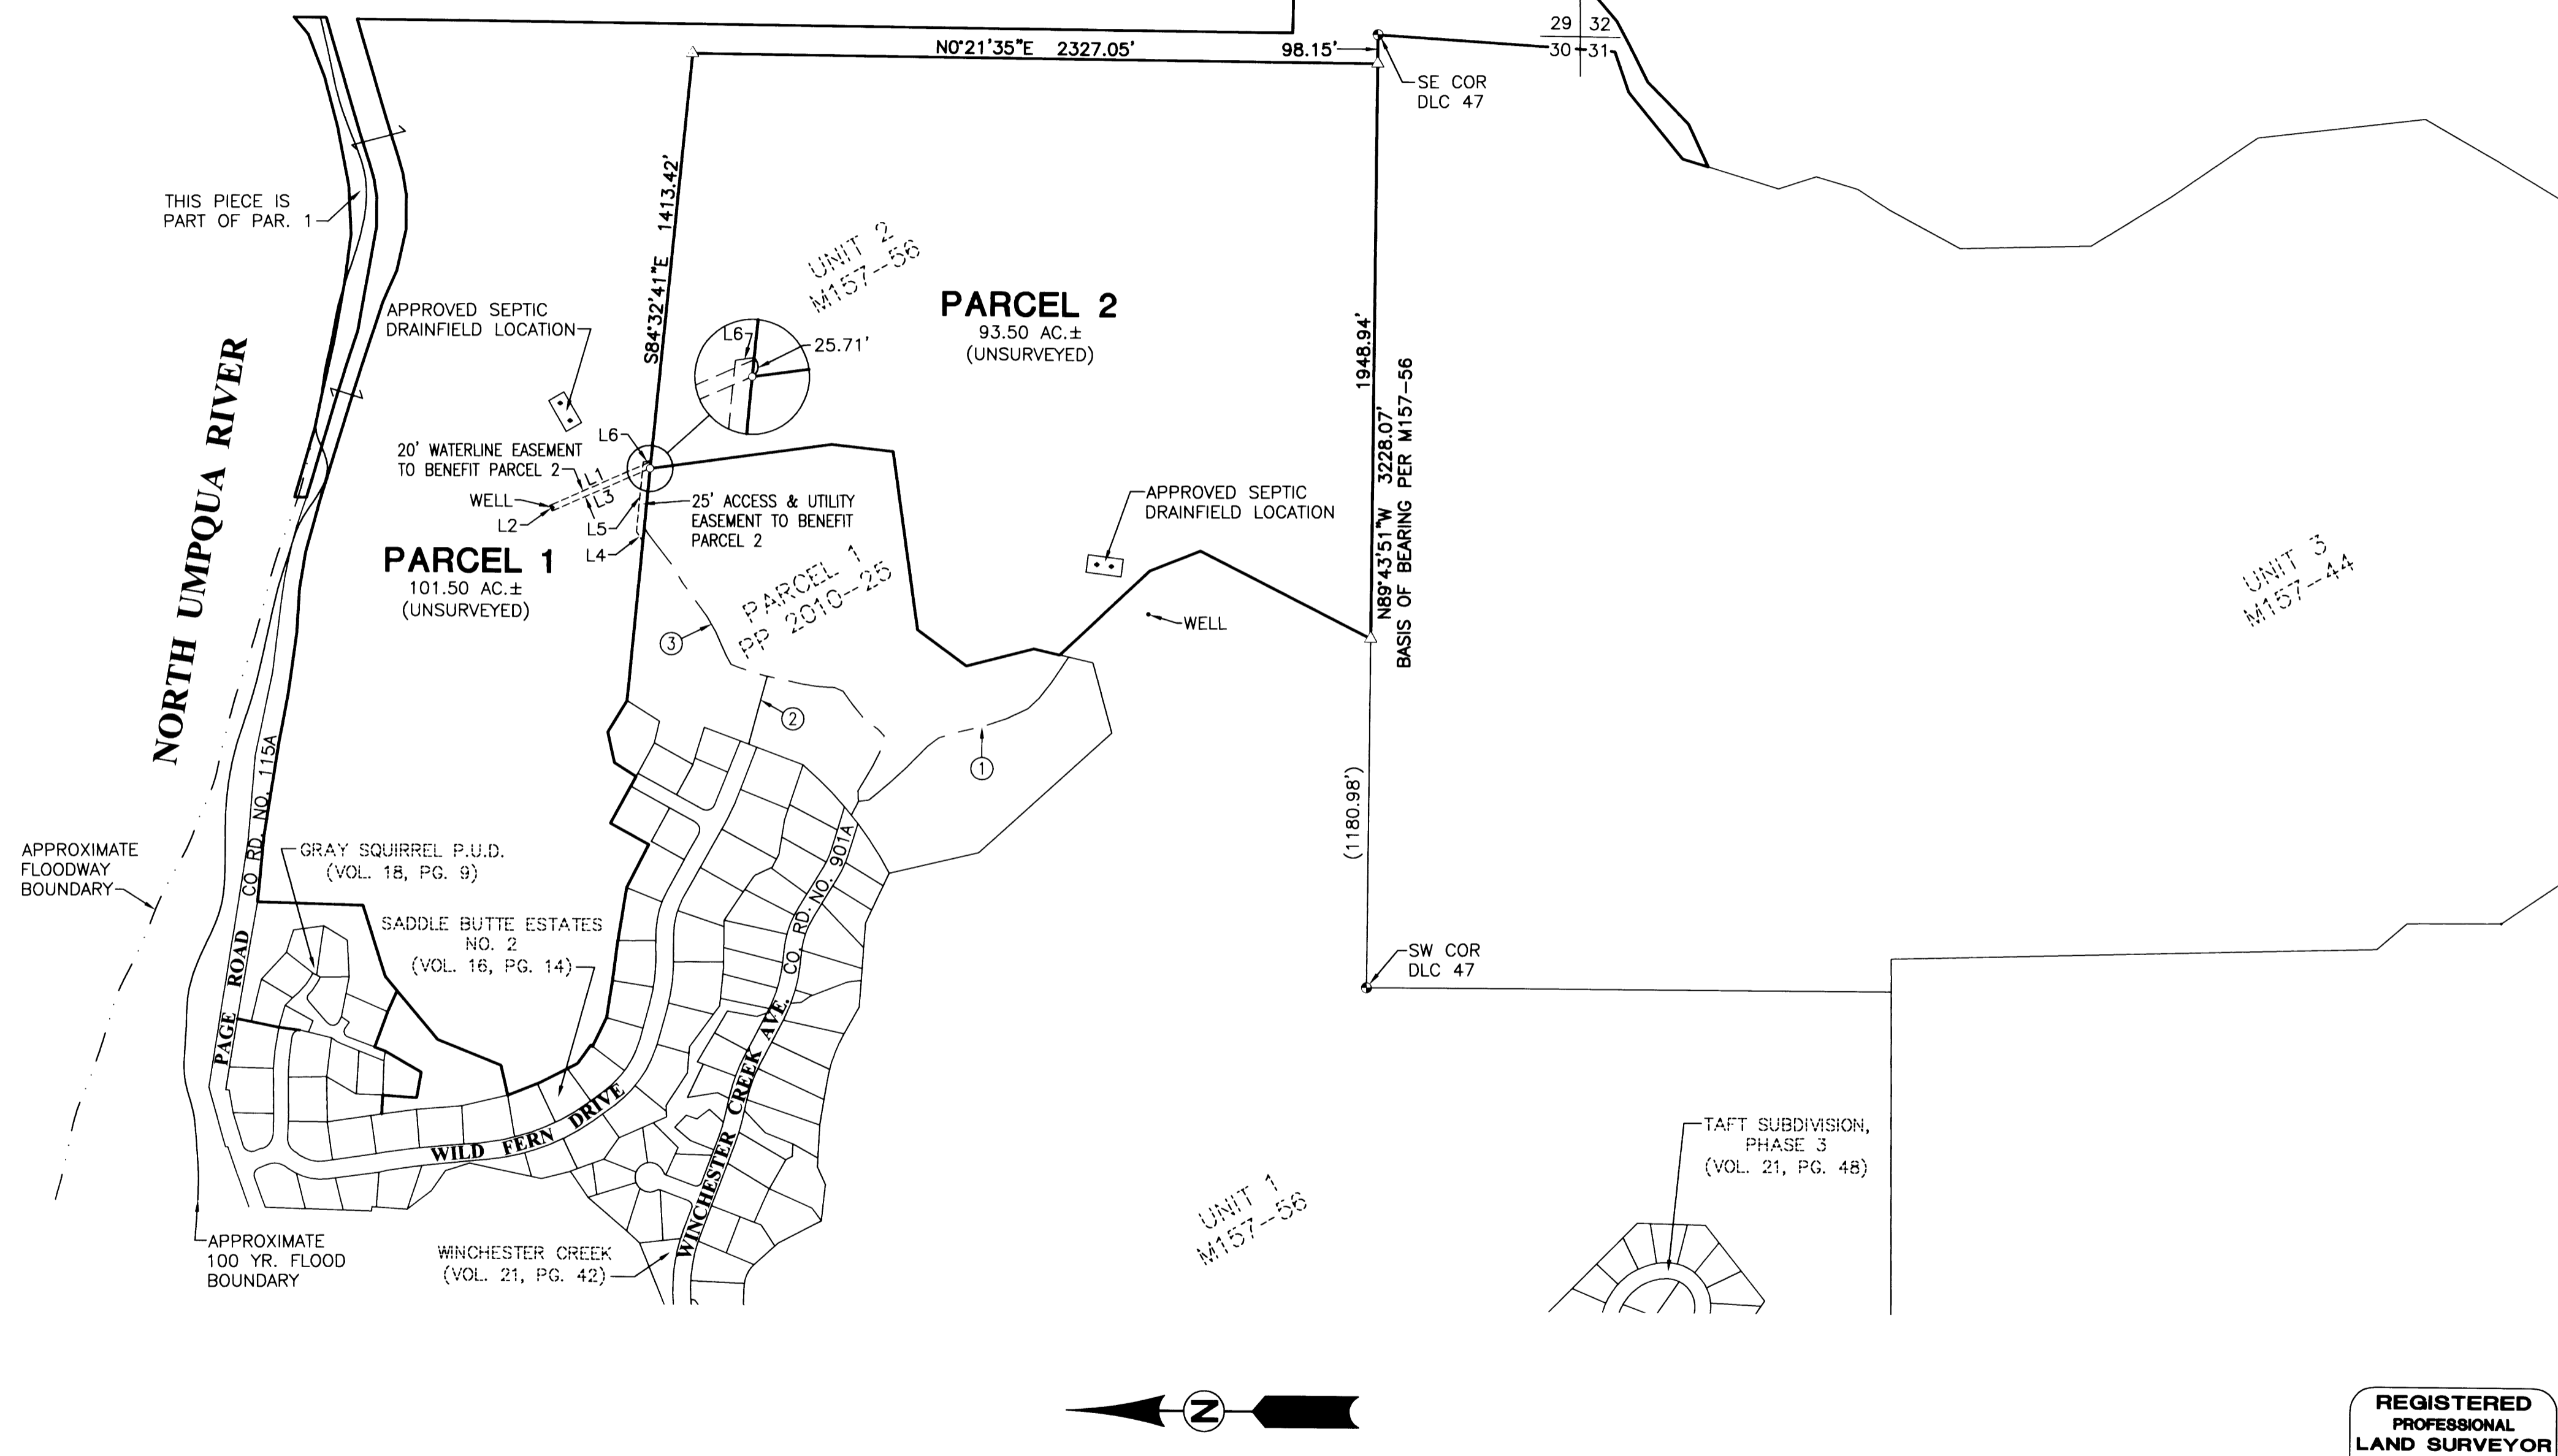 29 32
30 31
N0°21'35"E 2327.05'
98.15'
SE COR
DLC 47
THIS PIECE IS
PART OF PAR. 1
S84°32'41"E 1413.42'
UNIT 2
M157-56
PARCEL 2
93.50 AC.±
(UNSURVEYED)
APPROVED SEPTIC
DRAINFIELD LOCATION
L6
25.71'
NORTH UMPQUA RIVER
1948.94'
N89°43'51"W 3228.07'
BASIS OF BEARING PER M157-56
L6
20' WATERLINE EASEMENT
TO BENEFIT PARCEL 2
L1
L3
WELL
L2
L5
L4
25' ACCESS & UTILITY
EASEMENT TO BENEFIT
PARCEL 2
APPROVED SEPTIC
DRAINFIELD LOCATION
PARCEL 1
101.50 AC.±
(UNSURVEYED)
PARCEL 1
PP 2010-25
WELL
UNIT 3
M157-44
3
2
1
CO RD. NO. 115A
PAGE ROAD
(1180.98')
APPROXIMATE
FLOODWAY
BOUNDARY
GRAY SQUIRREL P.U.D.
(VOL. 18, PG. 9)
SADDLE BUTTE ESTATES
NO. 2
(VOL. 16, PG. 14)
CO. RD. NO. 901A
WINCHESTER CREEK AVE.
SW COR
DLC 47
WILD FERN DRIVE
TAFT SUBDIVISION,
PHASE 3
(VOL. 21, PG. 48)
UNIT 1
M157-56
APPROXIMATE
100 YR. FLOOD
BOUNDARY
WINCHESTER CREEK
(VOL. 21, PG. 42)
N
REGISTERED
PROFESSIONAL
LAND SURVEYOR